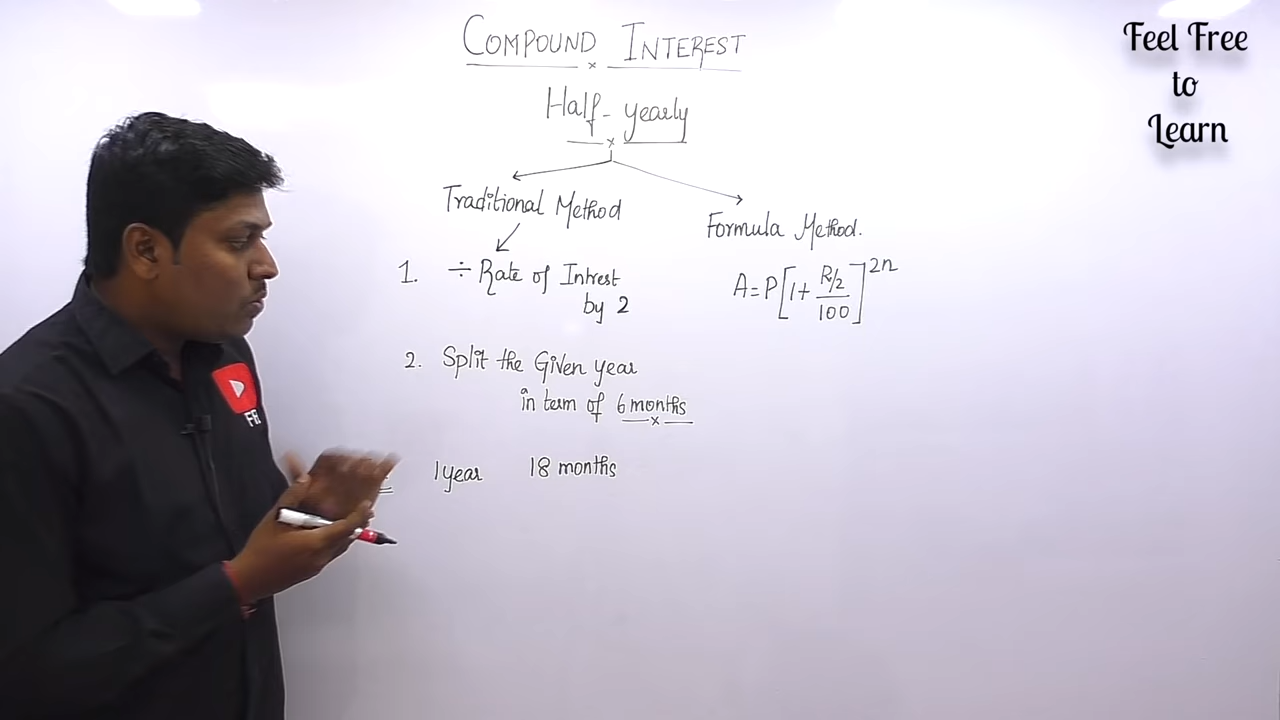 COMPOUND INTEREST
Half-yearly
Feel Free
to
Learn
Traditional Method
1. ÷ Rate of Intrest
by 2
2. Split the Given year
in term of 6 months
1 year 18 months
Formula Method.
A=P[1+ R/2 / 100]^2n